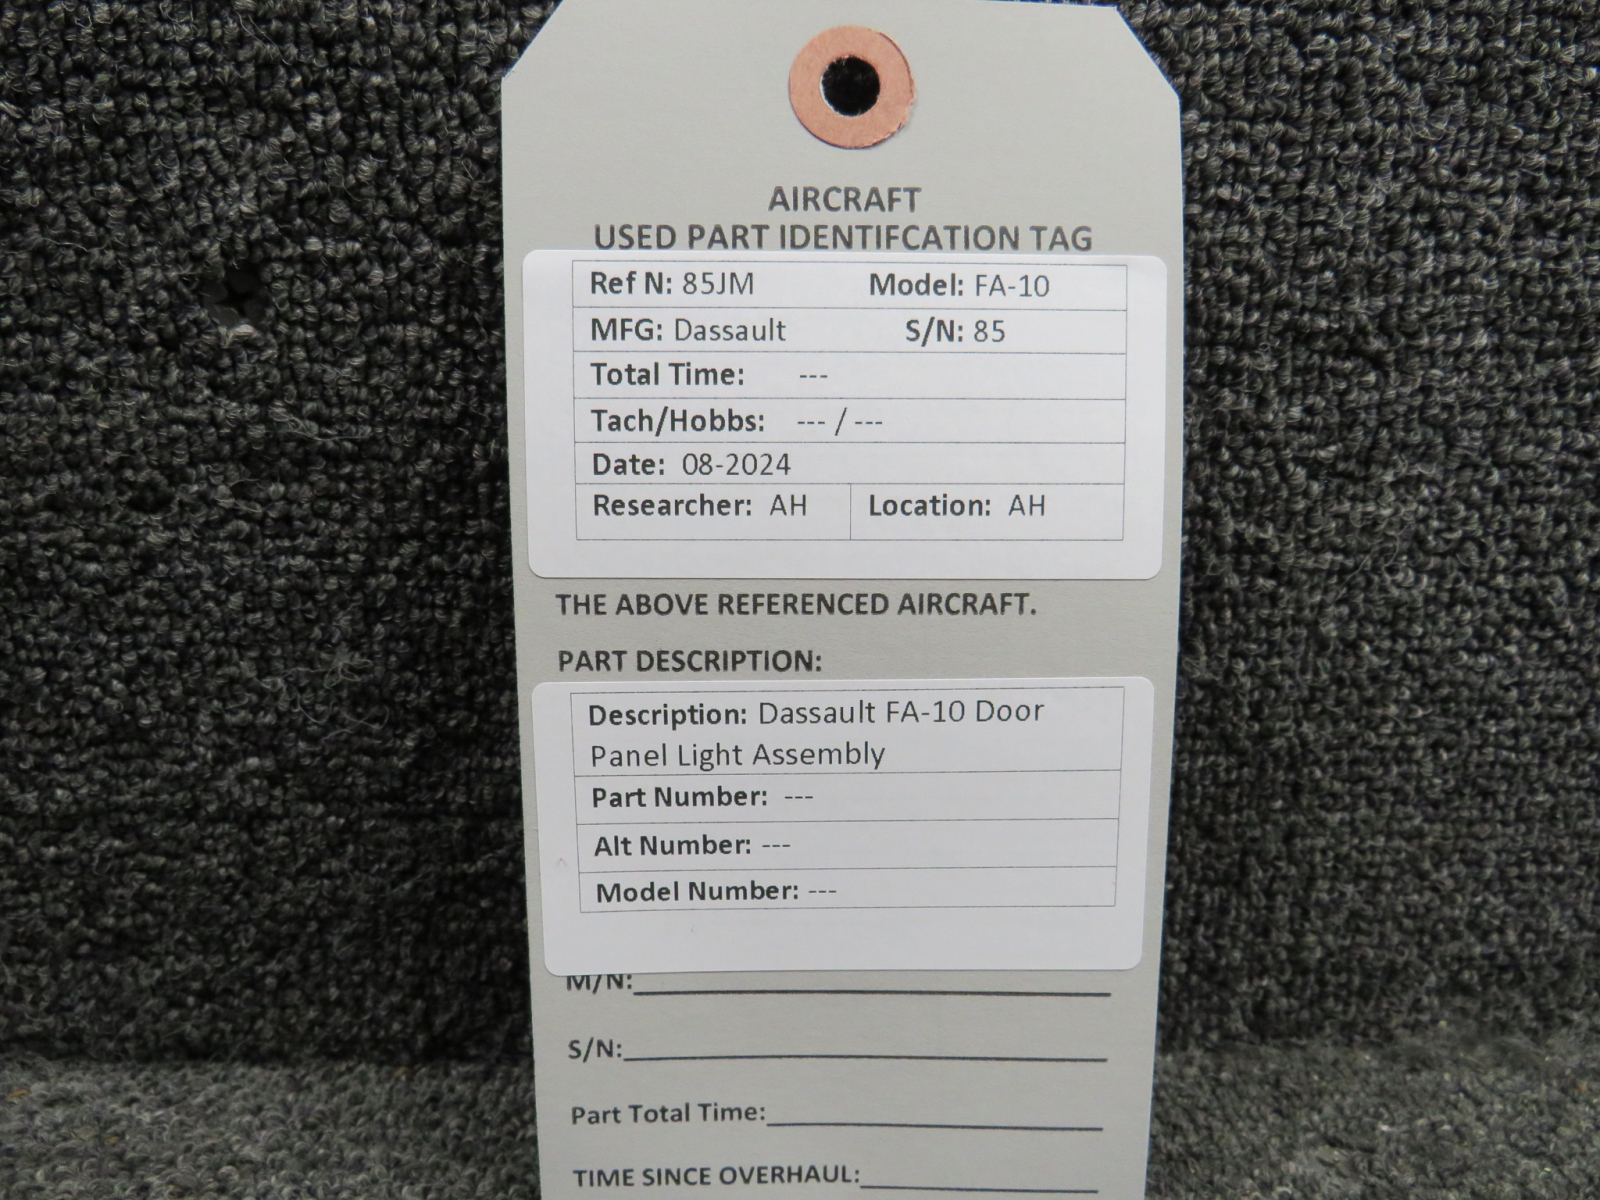 AIRCRAFT
USED PART IDENTIFCATION TAG
Ref N: 85JM Model: FA-10
MFG: Dassault S/N: 85
Total Time: ---
Tach/Hobbs: --- / ---
Date: 08-2024
Researcher: AH Location: AH
THE ABOVE REFERENCED AIRCRAFT.
PART DESCRIPTION:
Description: Dassault FA-10 Door
Panel Light Assembly
Part Number: ---
Alt Number: ---
Model Number: ---
M/N:
S/N:
Part Total Time:
TIME SINCE OVERHAUL: